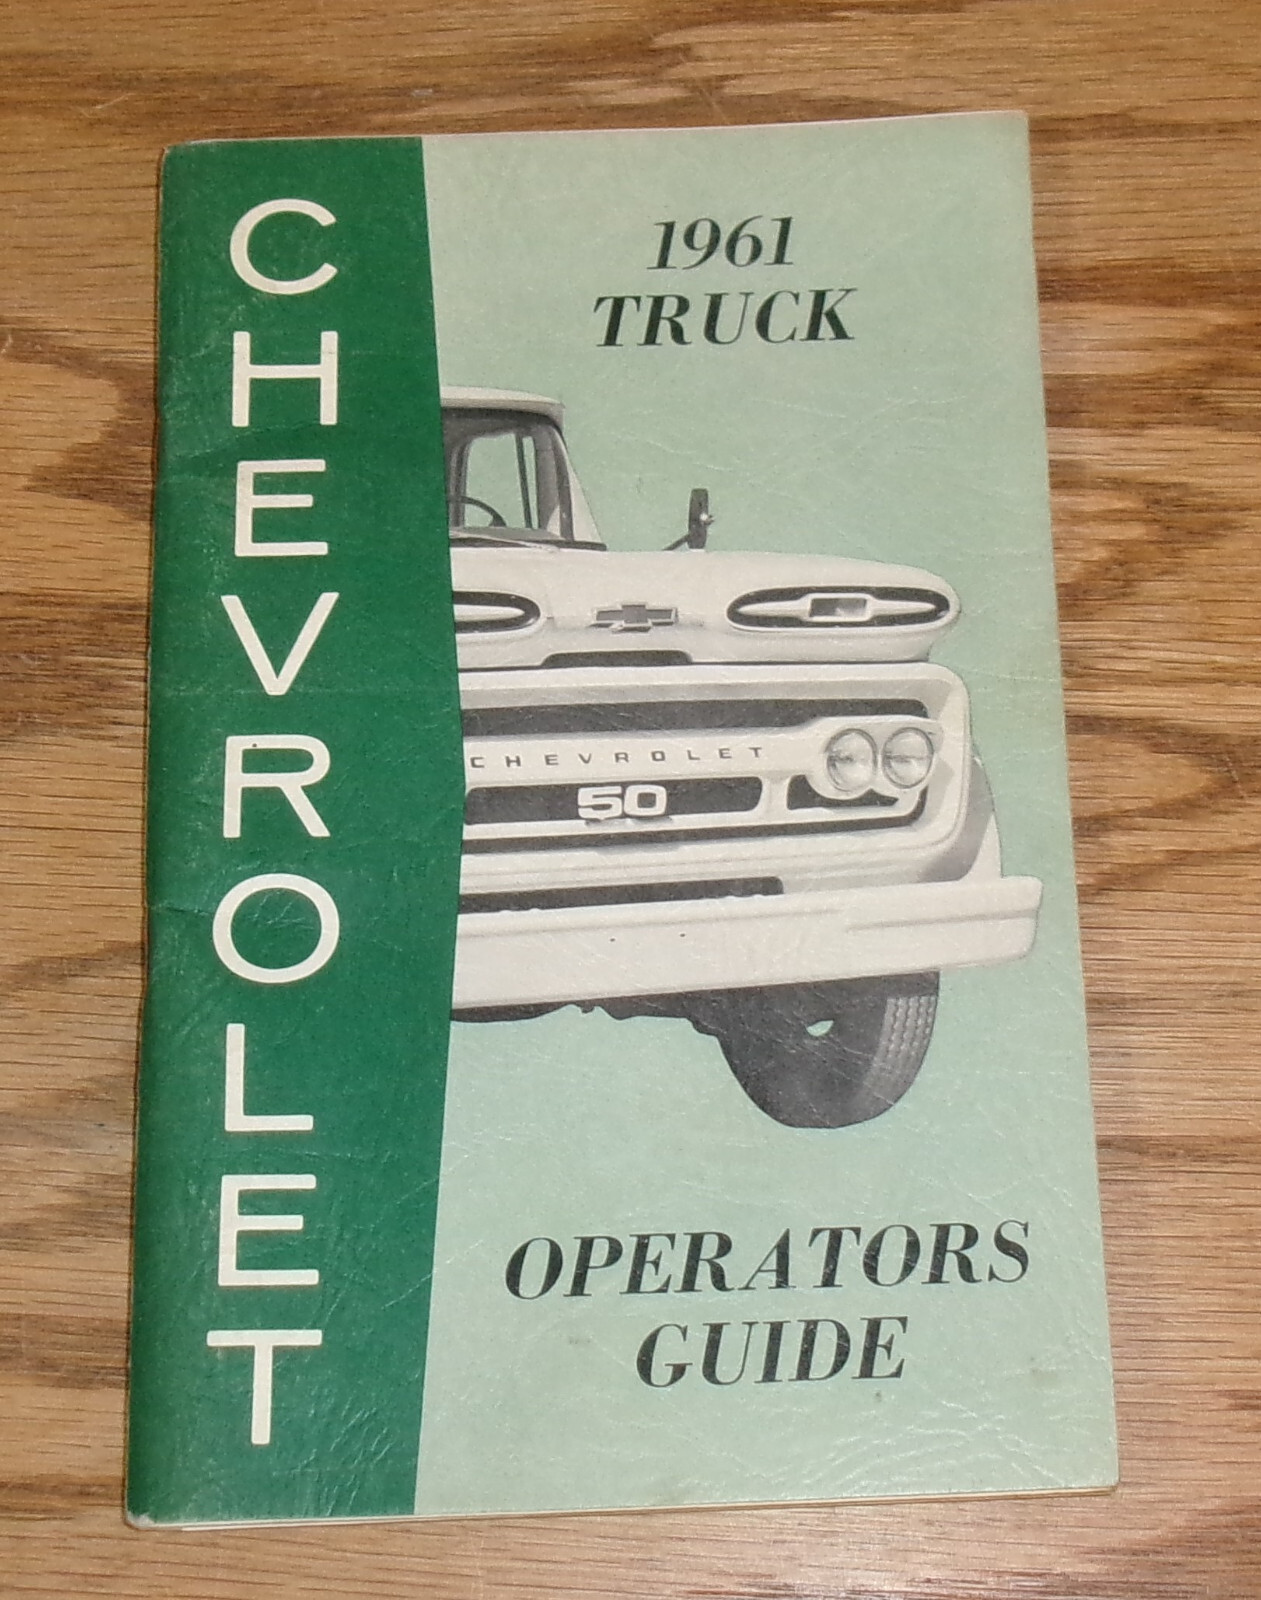 CHEVROLET
1961
TRUCK
CHEVROLET
50
OPERATORS
GUIDE